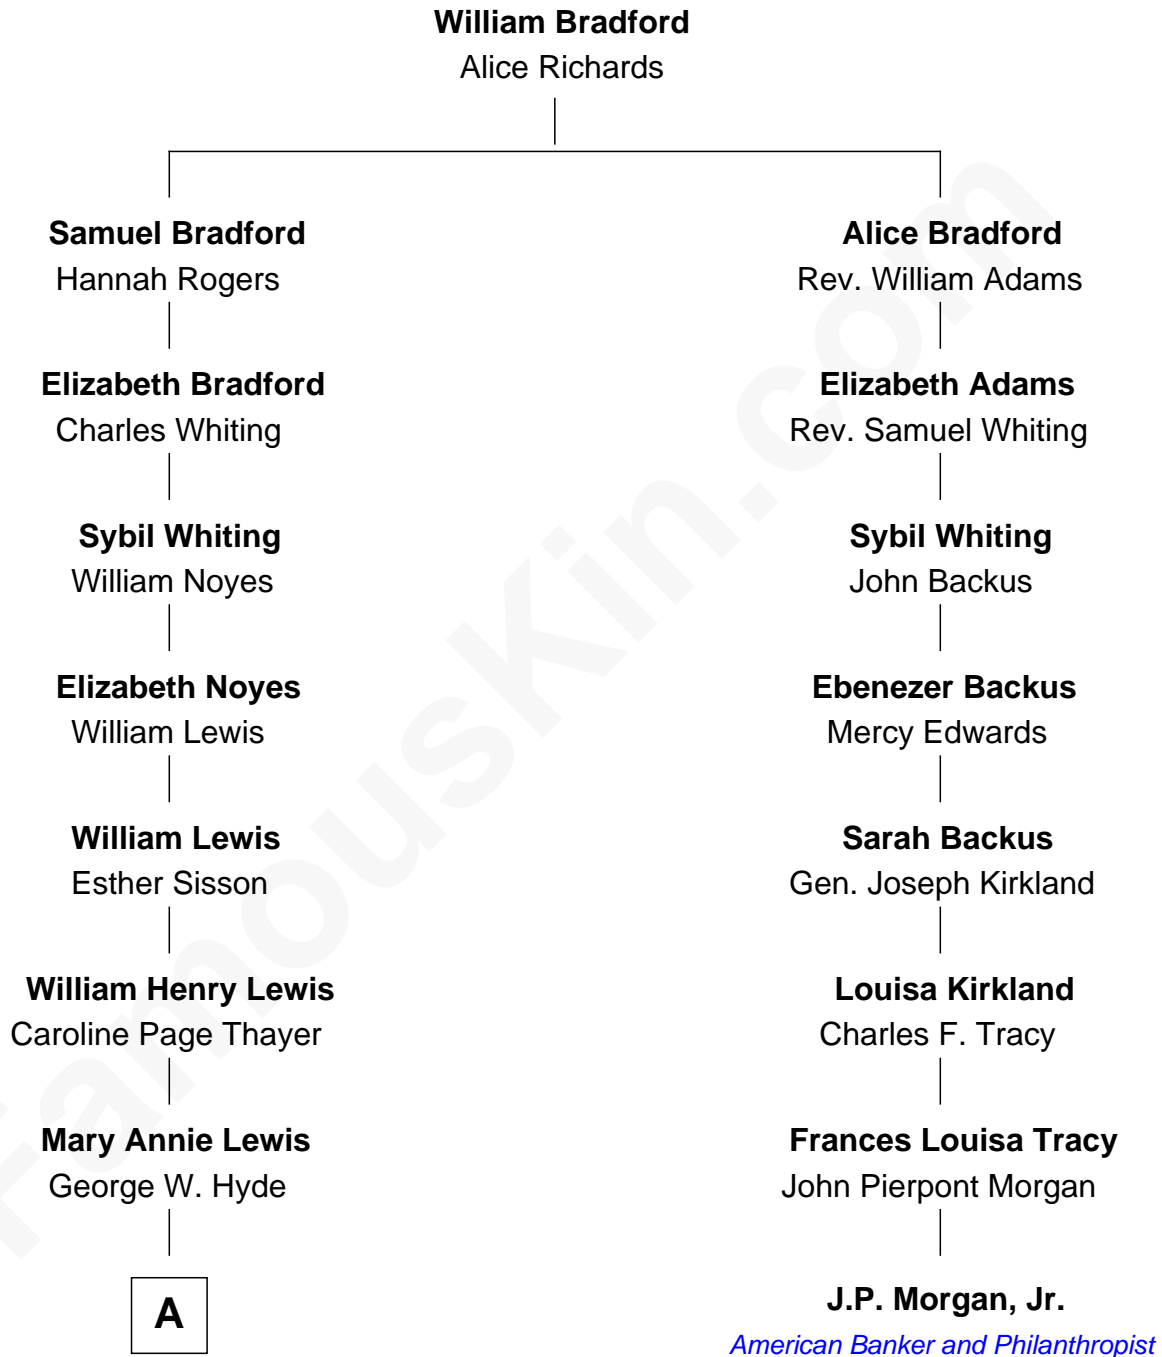 William Bradford
Alice Richards
Samuel Bradford
Hannah Rogers
Alice Bradford
Rev. William Adams
Elizabeth Bradford
Charles Whiting
Elizabeth Adams
Rev. Samuel Whiting
Sybil Whiting
William Noyes
Sybil Whiting
John Backus
Elizabeth Noyes
William Lewis
Ebenezer Backus
Mercy Edwards
William Lewis
Esther Sisson
Sarah Backus
Gen. Joseph Kirkland
William Henry Lewis
Caroline Page Thayer
Louisa Kirkland
Charles F. Tracy
Mary Annie Lewis
George W. Hyde
Frances Louisa Tracy
John Pierpont Morgan
A
J.P. Morgan, Jr.
American Banker and Philanthropist
FamousKin.com